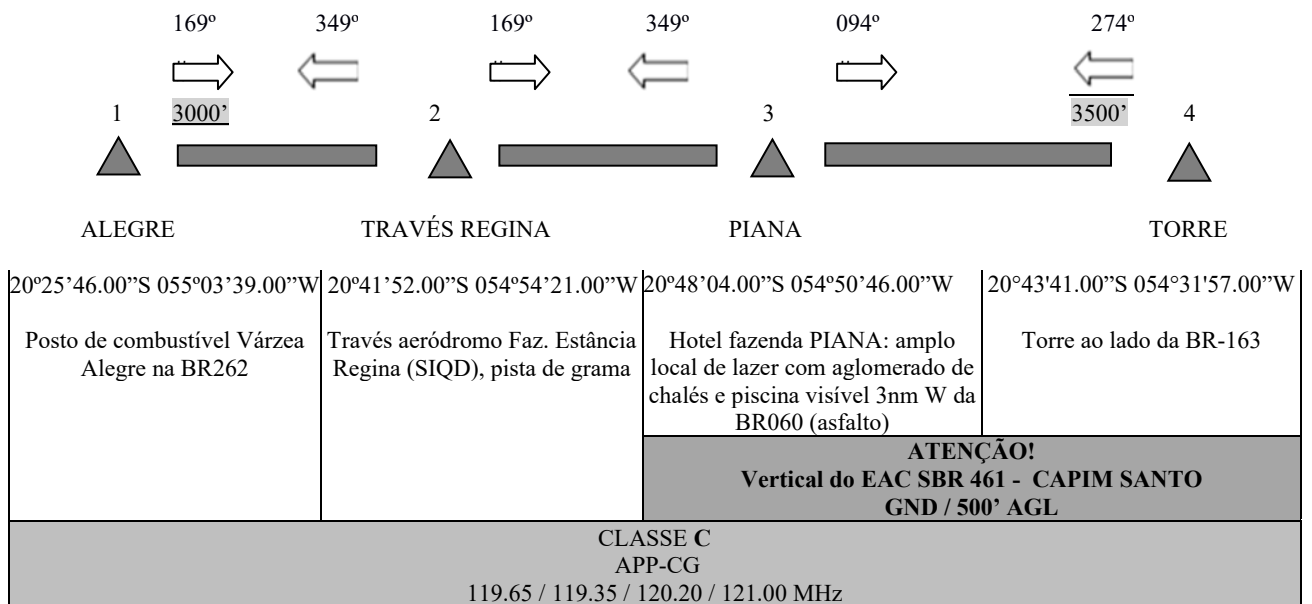 169º 349º 169º 349º 094º 274º
1 3000’ 2 3 3500’ 4
ALEGRE TRAVÉS REGINA PIANA TORRE
20º25’46.00”S 055º03’39.00”W
Posto de combustível Várzea
Alegre na BR262
20º41’52.00”S 054º54’21.00”W
Través aeródromo Faz. Estância
Regina (SIQD), pista de grama
20º48’04.00”S 054º50’46.00”W
Hotel fazenda PIANA: amplo
local de lazer com aglomerado de
chalés e piscina visível 3nm W da
BR060 (asfalto)
20°43'41.00”S 054°31'57.00”W
Torre ao lado da BR-163
ATENÇÃO!
Vertical do EAC SBR 461 - CAPIM SANTO
GND / 500’ AGL
CLASSE C
APP-CG
119.65 / 119.35 / 120.20 / 121.00 MHz